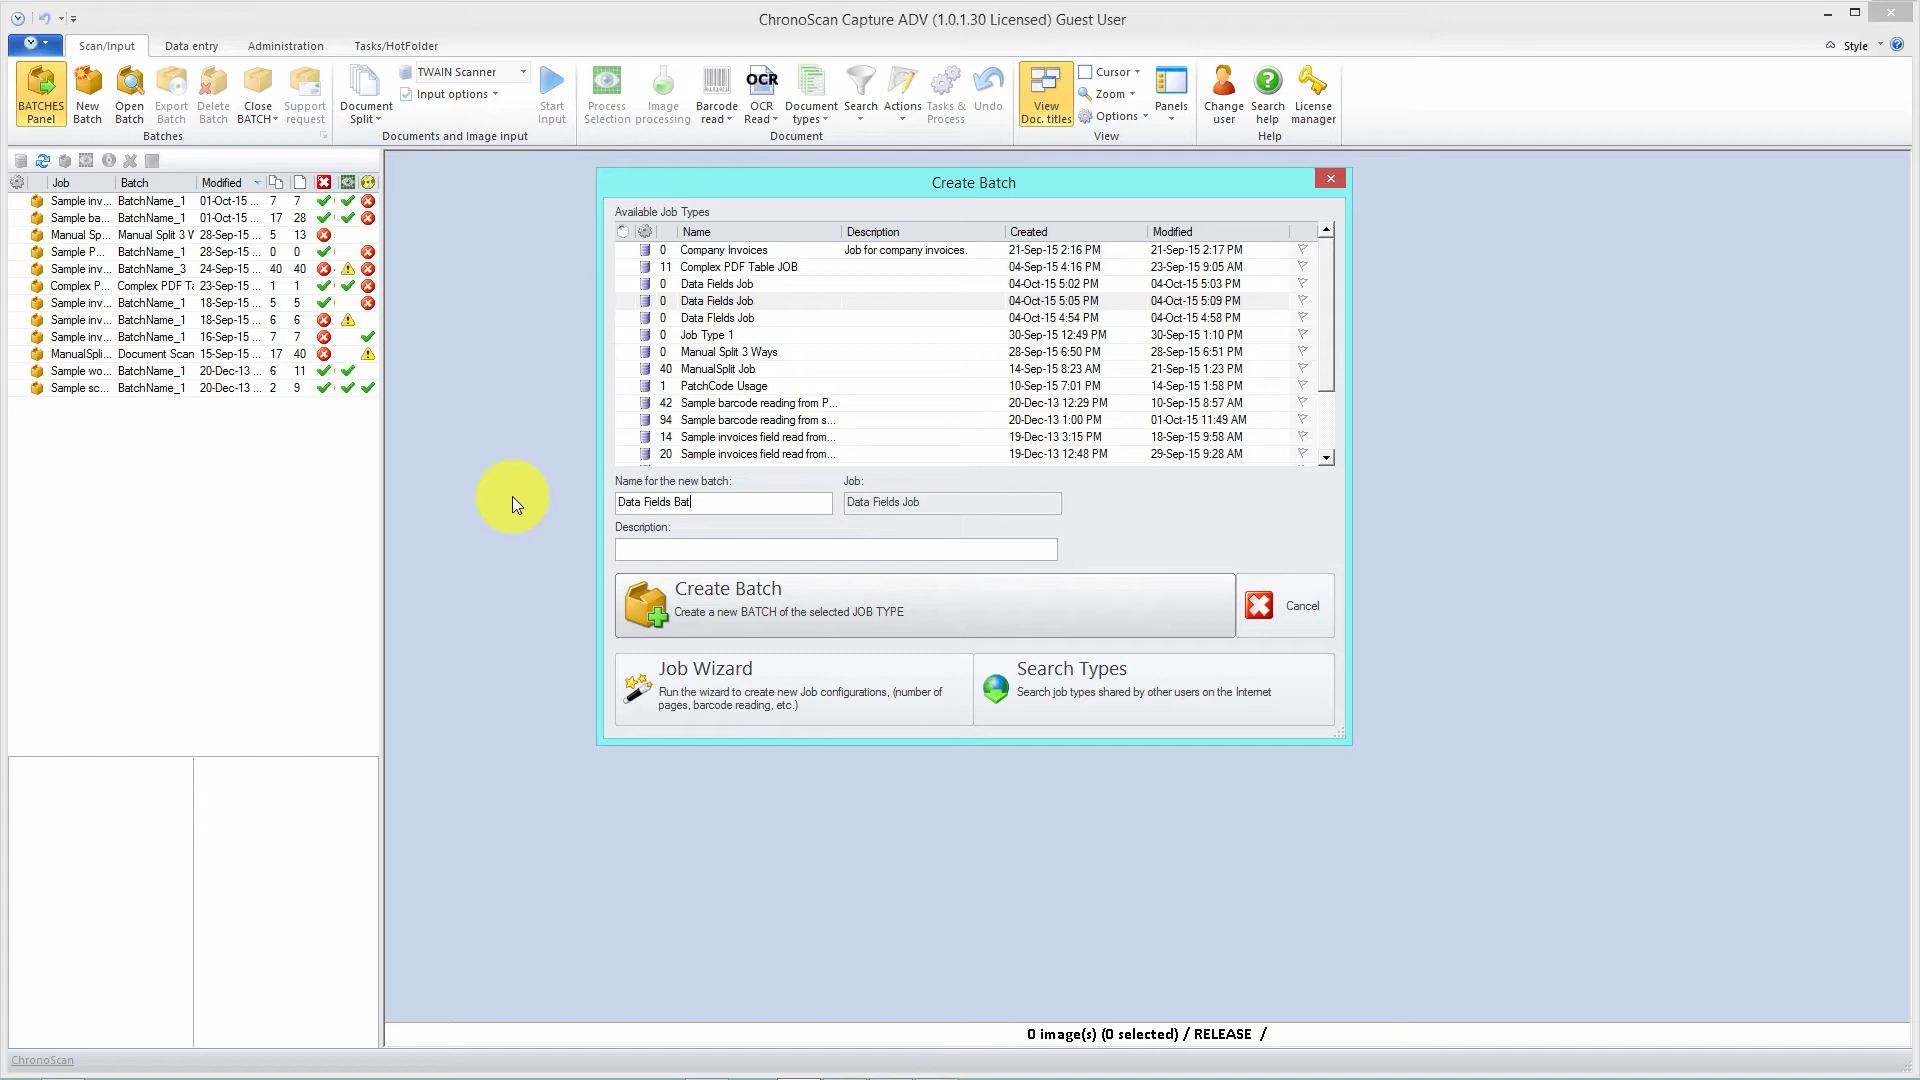 ChronoScan Capture ADV (1.0.1.30 Licensed) Guest User
Scan/Input Data entry Administration Tasks/HotFolder Style
BATCHES Panel New Batch Open Batch Export Batch Delete Batch Close BATCH Support request
Batches
Document Split TWAIN Scanner Input options Start Input
Documents and Image input
Process Selection Image processing Barcode read OCR OCR Read Document types Search Actions Tasks & Process Undo
Document
View Doc. titles Cursor Zoom Options Panels
View
Change user Search help License manager
Help
Job Batch Modified
Sample inv... BatchName_1 01-Oct-15 ... 7 7
Sample ba... BatchName_1 01-Oct-15 ... 17 28
Manual Sp... Manual Split 3 W 28-Sep-15 ... 5 13
Sample P... BatchName_1 28-Sep-15 ... 0 0
Sample inv... BatchName_3 24-Sep-15 ... 40 40
Complex P... Complex PDF Ta 23-Sep-15 ... 1 1
Sample inv... BatchName_1 18-Sep-15 ... 5 5
Sample inv... BatchName_1 18-Sep-15 ... 6 6
Sample inv... BatchName_1 16-Sep-15 ... 7 7
ManualSpli... Document Scan 15-Sep-15 ... 17 40
Sample wo... BatchName_1 20-Dec-13 ... 6 11
Sample sc... BatchName_1 20-Dec-13 ... 2 9
Create Batch
Available Job Types
Name Description Created Modified
0 Company Invoices Job for company invoices. 21-Sep-15 2:16 PM 21-Sep-15 2:17 PM
11 Complex PDF Table JOB 04-Sep-15 4:16 PM 23-Sep-15 9:05 AM
0 Data Fields Job 04-Oct-15 5:02 PM 04-Oct-15 5:03 PM
0 Data Fields Job 04-Oct-15 5:05 PM 04-Oct-15 5:09 PM
0 Data Fields Job 04-Oct-15 4:54 PM 04-Oct-15 4:58 PM
0 Job Type 1 30-Sep-15 12:49 PM 30-Sep-15 1:10 PM
0 Manual Split 3 Ways 28-Sep-15 6:50 PM 28-Sep-15 6:51 PM
40 ManualSplit Job 14-Sep-15 8:23 AM 21-Sep-15 1:23 PM
1 PatchCode Usage 10-Sep-15 7:01 PM 14-Sep-15 1:58 PM
42 Sample barcode reading from P... 20-Dec-13 12:29 PM 10-Sep-15 8:57 AM
94 Sample barcode reading from s... 20-Dec-13 1:00 PM 01-Oct-15 11:49 AM
14 Sample invoices field read from... 19-Dec-13 3:15 PM 18-Sep-15 9:58 AM
20 Sample invoices field read from... 19-Dec-13 12:48 PM 29-Sep-15 9:28 AM
Name for the new batch: Job:
Data Fields Bat Data Fields Job
Description:
Create Batch
Create a new BATCH of the selected JOB TYPE
Cancel
Job Wizard
Run the wizard to create new Job configurations, (number of
pages, barcode reading, etc.)
Search Types
Search job types shared by other users on the Internet
0 image(s) (0 selected) / RELEASE /
ChronoScan